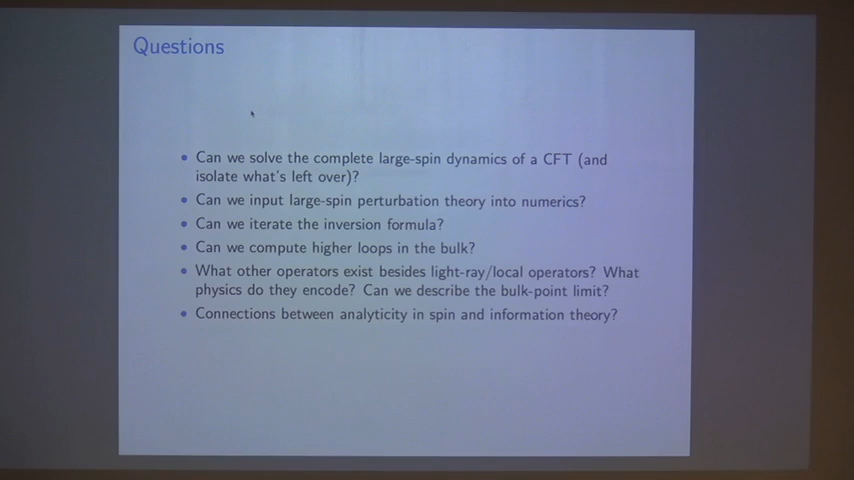 Questions
• Can we solve the complete large-spin dynamics of a CFT (and
isolate what's left over)?
• Can we input large-spin perturbation theory into numerics?
• Can we iterate the inversion formula?
• Can we compute higher loops in the bulk?
• What other operators exist besides light-ray/local operators? What
physics do they encode? Can we describe the bulk-point limit?
• Connections between analyticity in spin and information theory?